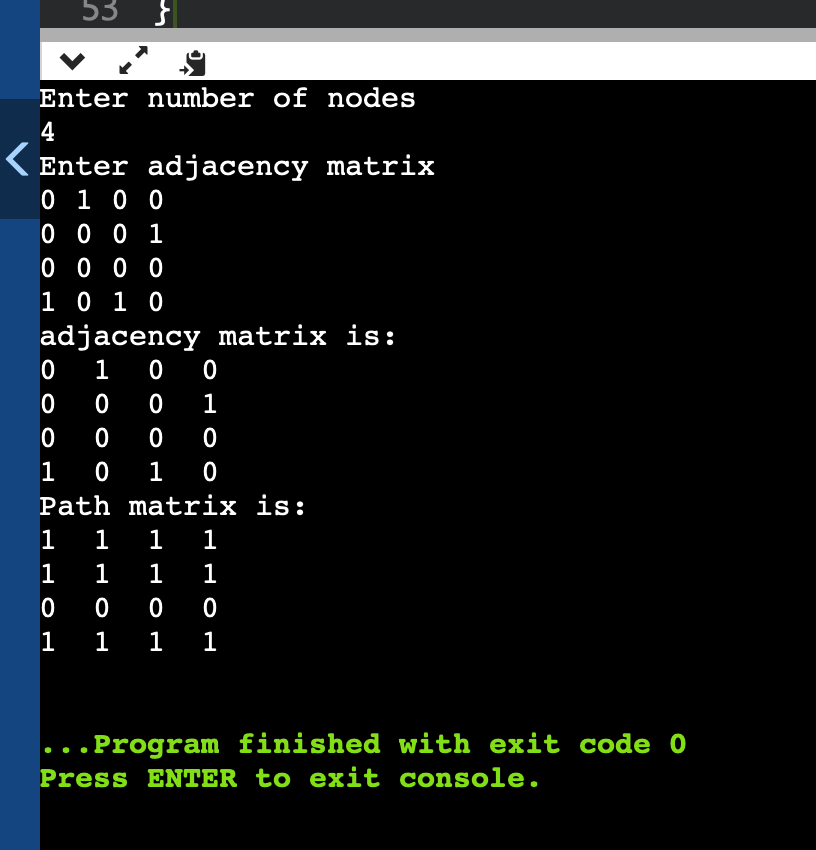 53 }
Enter number of nodes
4
Enter adjacency matrix
0 1 0 0
0 0 0 1
0 0 0 0
1 0 1 0
adjacency matrix is:
0 1 0 0
0 0 0 1
0 0 0 0
1 0 1 0
Path matrix is:
1 1 1 1
1 1 1 1
0 0 0 0
1 1 1 1
...Program finished with exit code 0
Press ENTER to exit console.